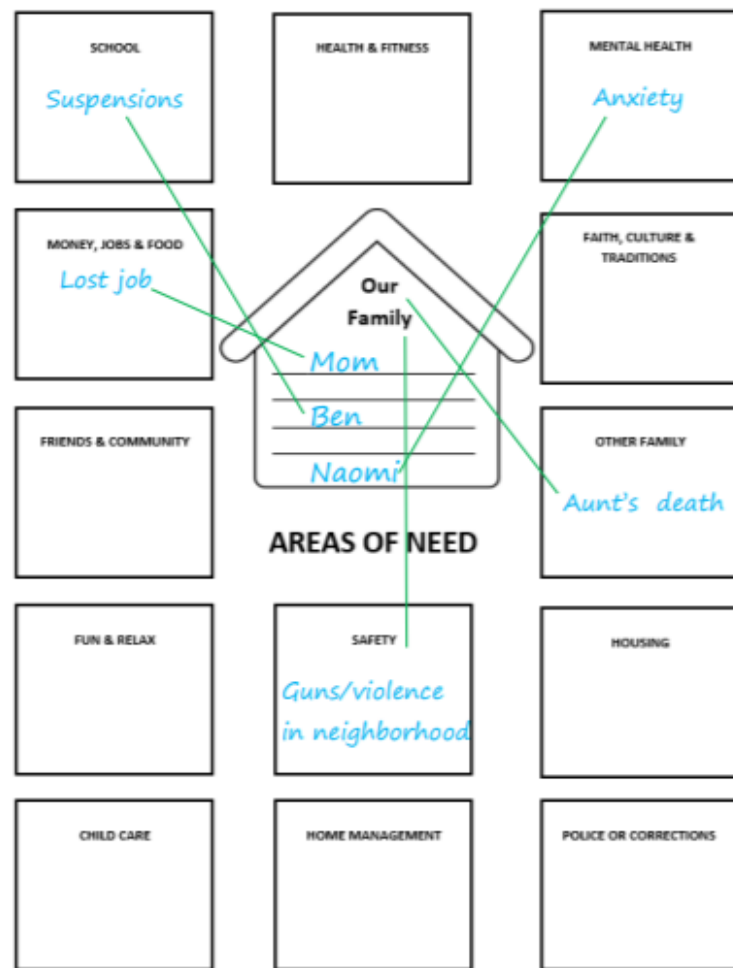 SCHOOL
Suspensions
HEALTH & FITNESS
MENTAL HEALTH
Anxiety
MONEY, JOBS & FOOD
Lost job
Our
Family
Mom
Ben
Naomi
FAITH, CULTURE &
TRADITIONS
FRIENDS & COMMUNITY
OTHER FAMILY
Aunt's death
AREAS OF NEED
FUN & RELAX
SAFETY
Guns/violence
in neighborhood
HOUSING
CHILD CARE
HOME MANAGEMENT
POLICE OR CORRECTIONS